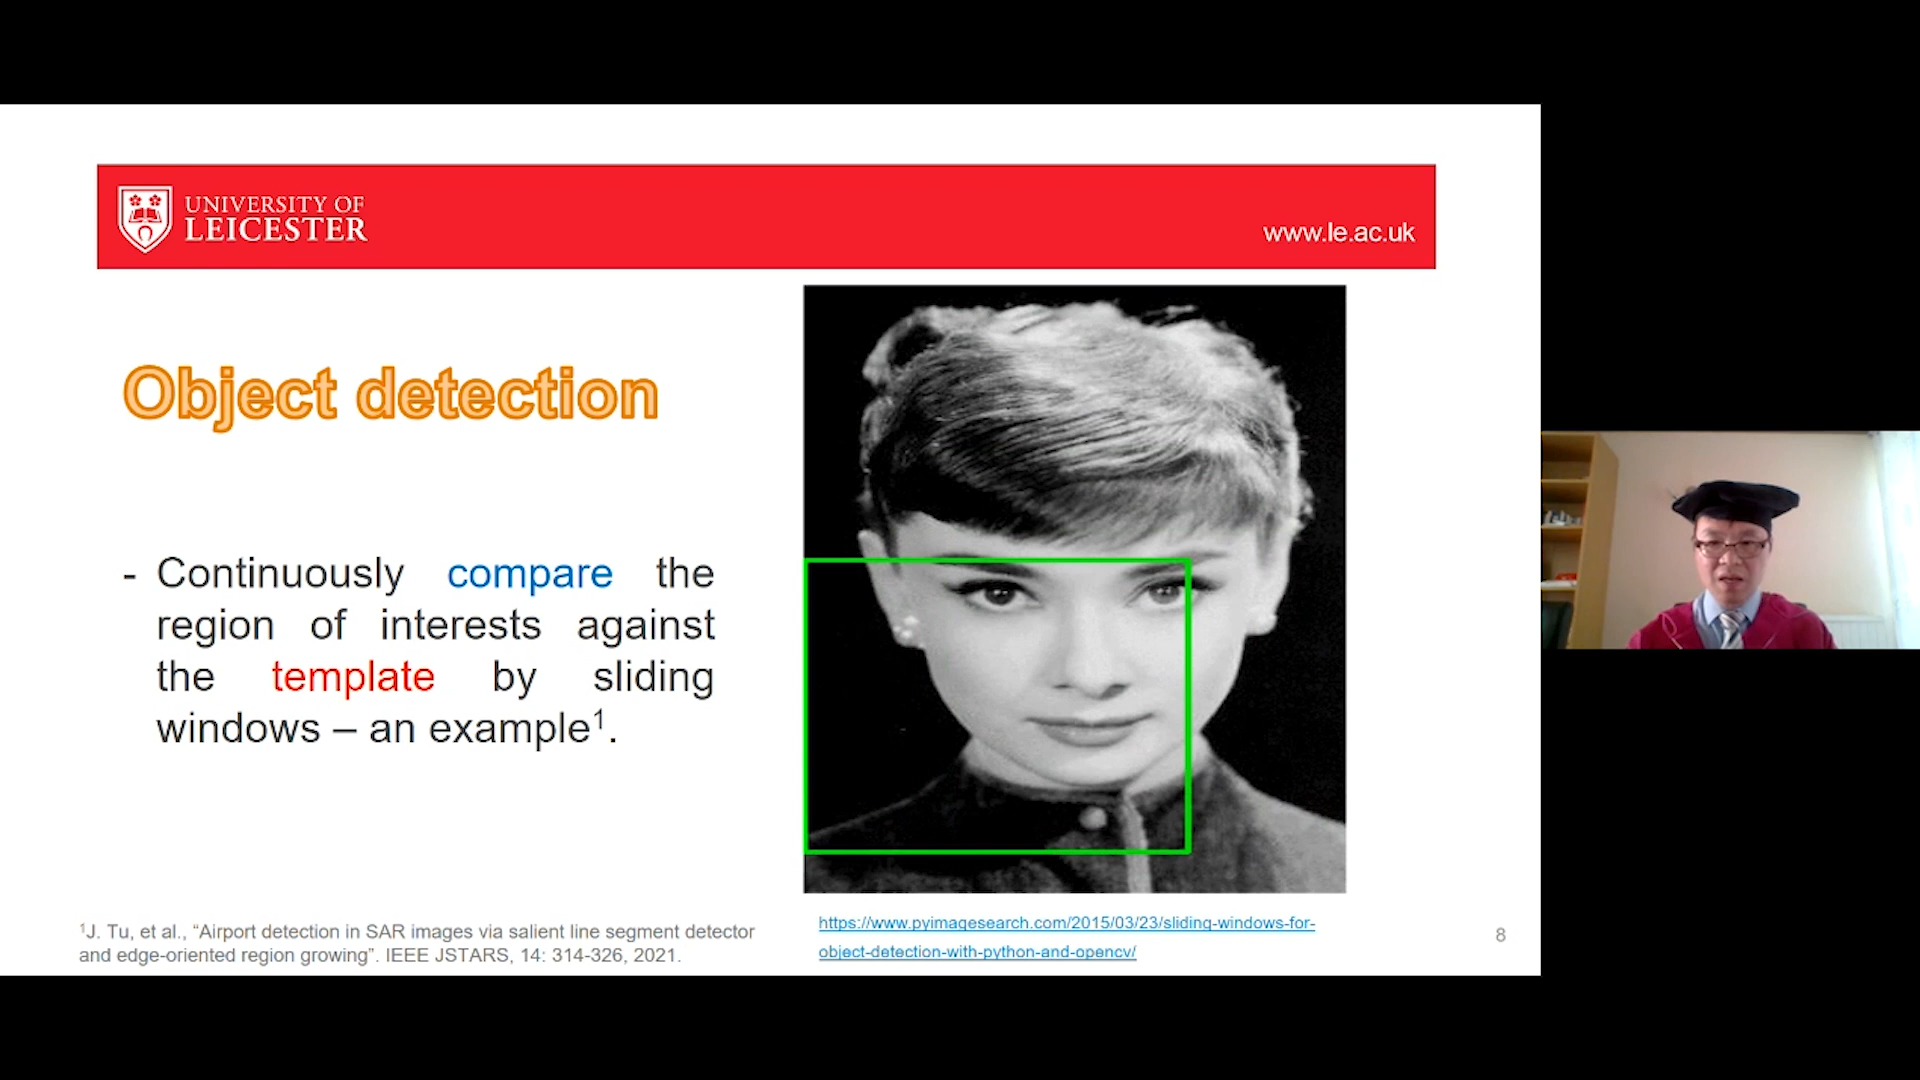 UNIVERSITY OF
LEICESTER
www.le.ac.uk
Object detection
- Continuously compare the
region of interests against
the template by sliding
windows – an example¹.
¹J. Tu, et al., “Airport detection in SAR images via salient line segment detector
and edge-oriented region growing”. IEEE JSTARS, 14: 314-326, 2021.
https://www.pyimagesearch.com/2015/03/23/sliding-windows-for-
object-detection-with-python-and-opencv/
8